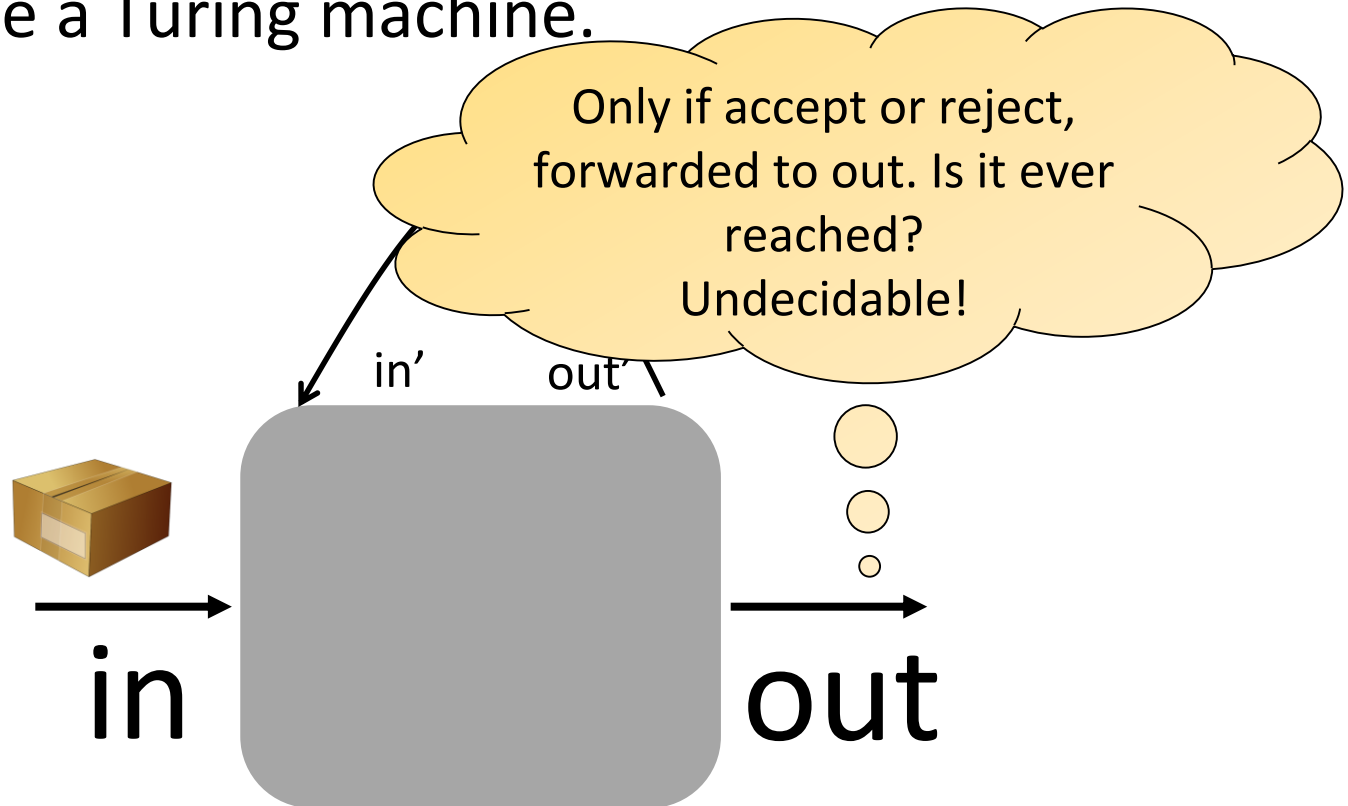 e a Turing machine.
Only if accept or reject,
forwarded to out. Is it ever
reached?
Undecidable!
in’
out’
in
out